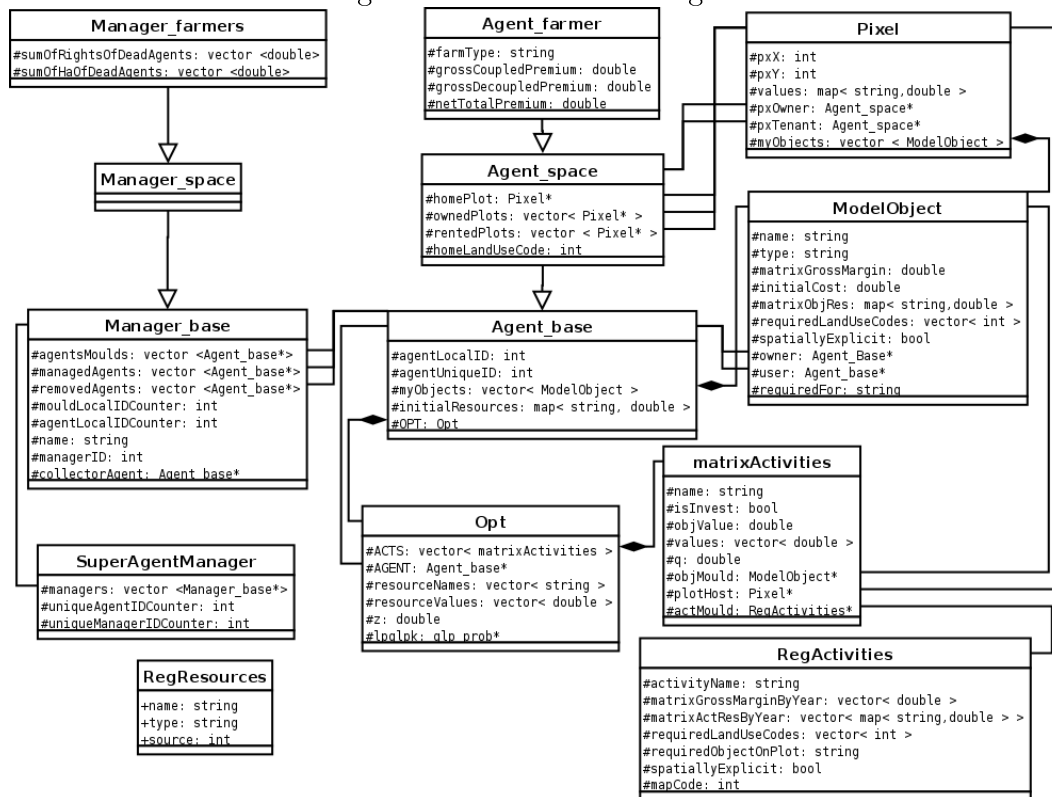 Manager_farmers
#sumOfRightsOfDeadAgents: vector <double>
#sumOfHaOfDeadAgents: vector <double>
Agent_farmer
#farmType: string
#grossCoupledPremium: double
#grossDecoupledPremium: double
#netTotalPremium: double
Pixel
#pxX: int
#pxY: int
#values: map< string,double >
#pxOwner: Agent_space*
#pxTenant: Agent_space*
#myObjects: vector < ModelObject >
Manager_space
Agent_space
#homePlot: Pixel*
#ownedPlots: vector< Pixel* >
#rentedPlots: vector < Pixel* >
#homeLandUseCode: int
ModelObject
#name: string
#type: string
#matrixGrossMargin: double
#initialCost: double
#matrixObjRes: map< string,double >
#requiredLandUseCodes: vector< int >
#spatiallyExplicit: bool
#owner: Agent_Base*
#user: Agent_base*
#requiredFor: string
Manager_base
#agentsMoulds: vector <Agent_base*>
#managedAgents: vector <Agent_base*>
#removedAgents: vector <Agent_base*>
#mouldLocalIDCounter: int
#agentLocalIDCounter: int
#name: string
#managerID: int
#collectorAgent: Agent_base*
Agent_base
#agentLocalID: int
#agentUniqueID: int
#myObjects: vector< ModelObject >
#initialResources: map< string, double >
#OPT: Opt
matrixActivities
#name: string
#isInvest: bool
#objValue: double
#values: vector< double >
#q: double
#objMould: ModelObject*
#plotHost: Pixel*
#actMould: RegActivities*
Opt
#ACTS: vector< matrixActivities >
#AGENT: Agent_base*
#resourceNames: vector< string >
#resourceValues: vector< double >
#z: double
#lpglpk: glp_prob*
SuperAgentManager
#managers: vector <Manager_base*>
#uniqueAgentIDCounter: int
#uniqueManagerIDCounter: int
RegResources
+name: string
+type: string
+source: int
RegActivities
#activityName: string
#matrixGrossMarginByYear: vector< double >
#matrixActResByYear: vector< map< string,double > >
#requiredLandUseCodes: vector< int >
#requiredObjectOnPlot: string
#spatiallyExplicit: bool
#mapCode: int